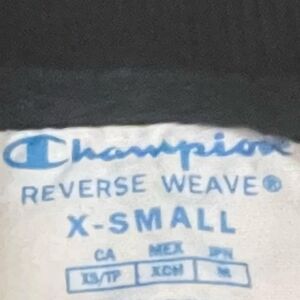 Champion
REVERSE WEAVE®
X-SMALL
CA MEX JPN
XS/TP XCH M